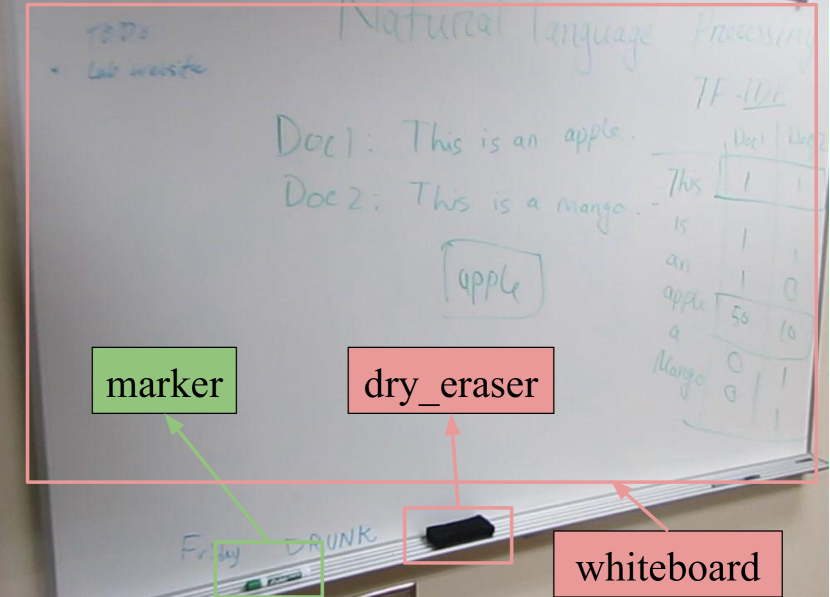 Natural language Processing
TODO
• Lab website
TF-IDF
Doc1: This is an apple.
Doc2: This is a mango.
apple
Doc1 Doc2
This 1 1
is 1 1
an 1 0
apple 50 10
a 0 1
Mango 0 1
marker
dry_eraser
Friday DRUNK
whiteboard